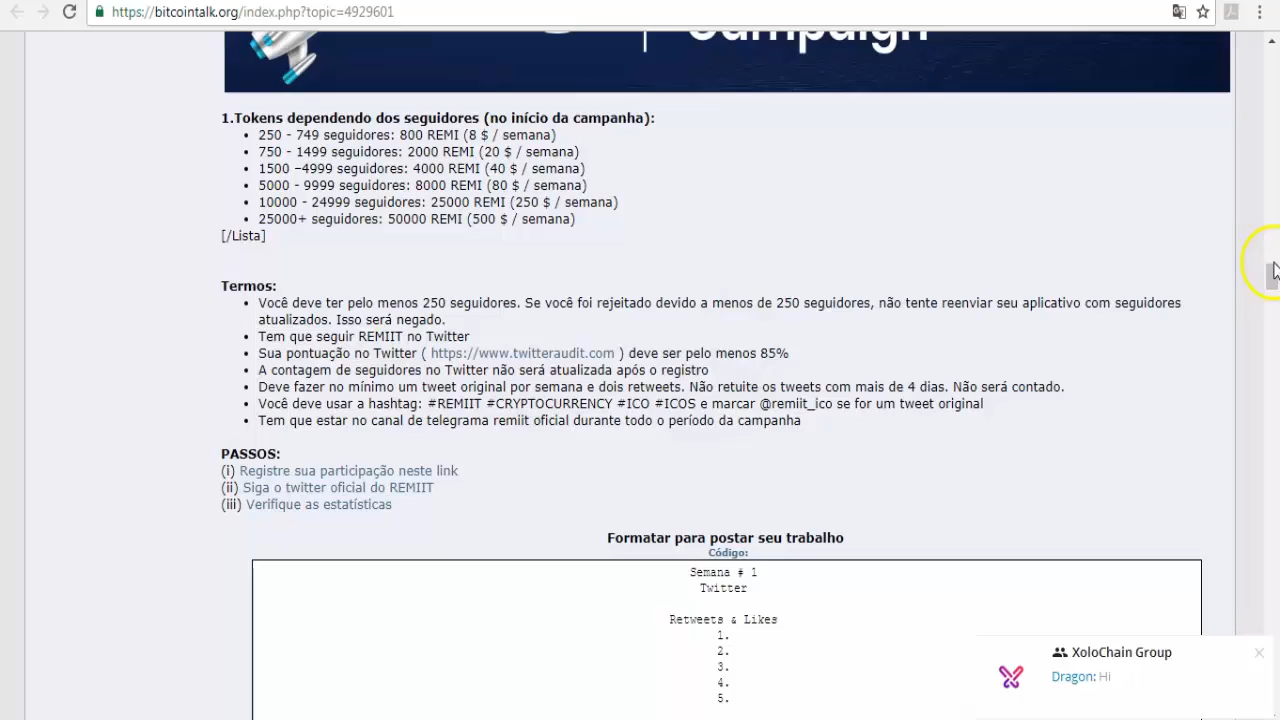 https://bitcointalk.org/index.php?topic=4929601
Campaign
1.Tokens dependendo dos seguidores (no início da campanha):
• 250 - 749 seguidores: 800 REMI (8 $ / semana)
• 750 - 1499 seguidores: 2000 REMI (20 $ / semana)
• 1500 –4999 seguidores: 4000 REMI (40 $ / semana)
• 5000 - 9999 seguidores: 8000 REMI (80 $ / semana)
• 10000 - 24999 seguidores: 25000 REMI (250 $ / semana)
• 25000+ seguidores: 50000 REMI (500 $ / semana)
[/Lista]
Termos:
• Você deve ter pelo menos 250 seguidores. Se você foi rejeitado devido a menos de 250 seguidores, não tente reenviar seu aplicativo com seguidores
atualizados. Isso será negado.
• Tem que seguir REMIIT no Twitter
• Sua pontuação no Twitter ( https://www.twitteraudit.com ) deve ser pelo menos 85%
• A contagem de seguidores no Twitter não será atualizada após o registro
• Deve fazer no mínimo um tweet original por semana e dois retweets. Não retuite os tweets com mais de 4 dias. Não será contado.
• Você deve usar a hashtag: #REMIIT #CRYPTOCURRENCY #ICO #ICOS e marcar @remiit_ico se for um tweet original
• Tem que estar no canal de telegrama remiit oficial durante todo o período da campanha
PASSOS:
(i) Registre sua participação neste link
(ii) Siga o twitter oficial do REMIIT
(iii) Verifique as estatísticas
Formatar para postar seu trabalho
Código:
Semana # 1
Twitter
Retweets & Likes
1.
2.
3.
4.
5.
XoloChain Group
Dragon: Hi